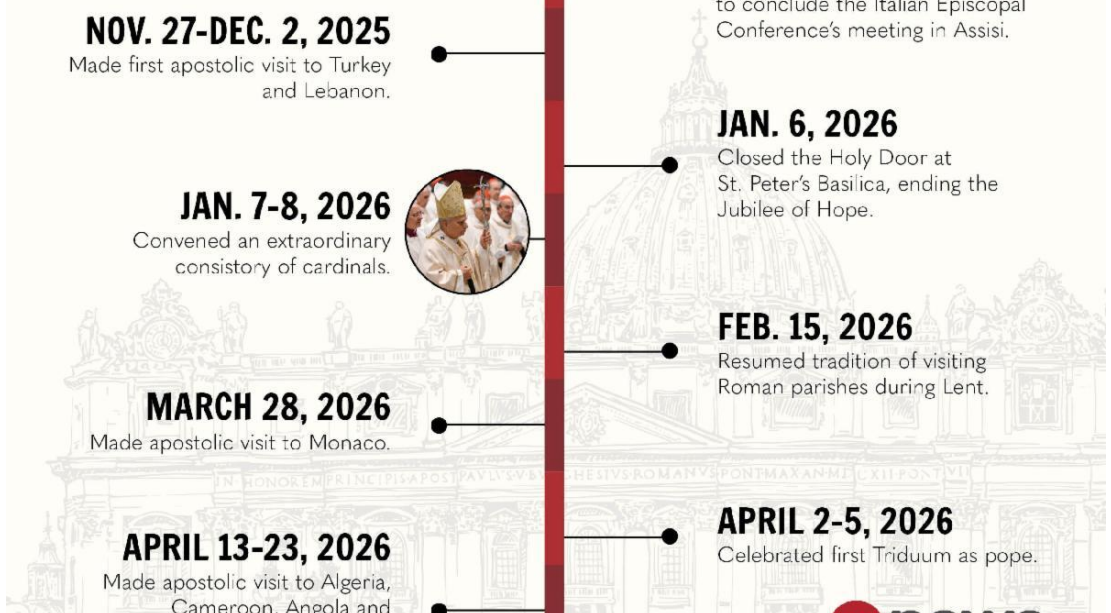 to conclude the Italian Episcopal
Conference's meeting in Assisi.
NOV. 27-DEC. 2, 2025
Made first apostolic visit to Turkey
and Lebanon.
JAN. 6, 2026
Closed the Holy Door at
St. Peter's Basilica, ending the
Jubilee of Hope.
JAN. 7-8, 2026
Convened an extraordinary
consistory of cardinals.
FEB. 15, 2026
Resumed tradition of visiting
Roman parishes during Lent.
MARCH 28, 2026
Made apostolic visit to Monaco.
APRIL 2-5, 2026
Celebrated first Triduum as pope.
APRIL 13-23, 2026
Made apostolic visit to Algeria,
Cameroon, Angola and